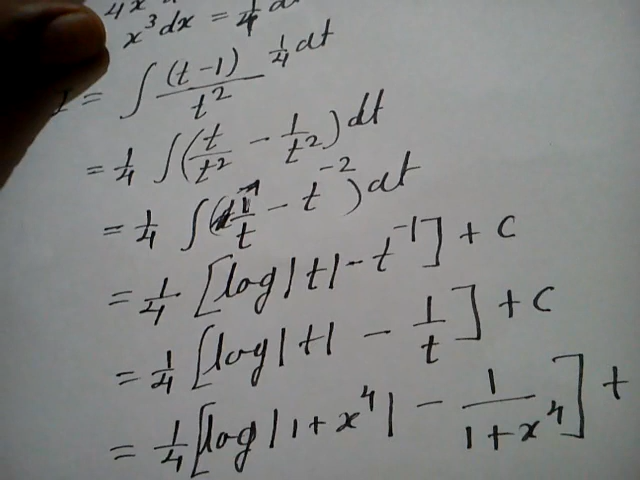 4x
x³dx = 1/4 dt
I = ∫ (t-1)/t² 1/4 dt
= 1/4 ∫(t/t² - 1/t²)dt
= 1/4 ∫(1/t - t⁻²)dt
= 1/4 [log|t| - t⁻¹] + c
= 1/4 [log|t| - 1/t] + c
= 1/4 [log|1+x⁴| - 1/(1+x⁴)] +